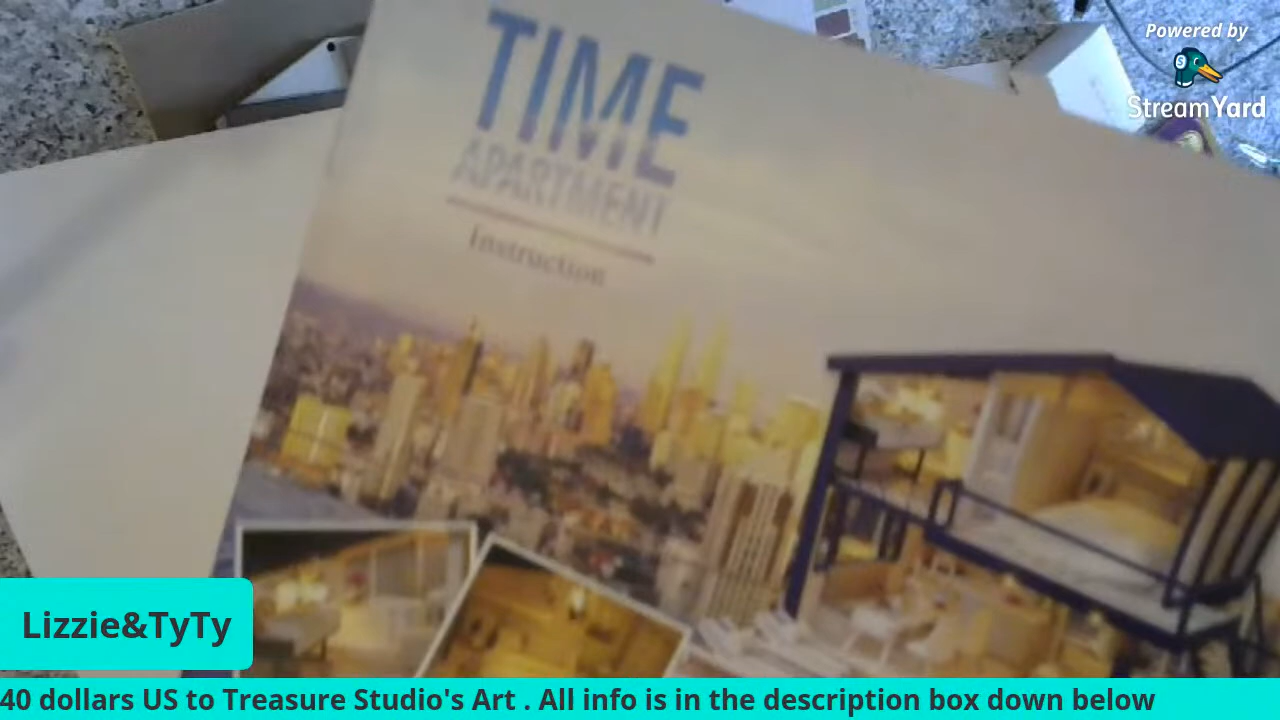 TIME
APARTMENT
Instruction
Powered by
StreamYard
Lizzie&TyTy
40 dollars US to Treasure Studio's Art . All info is in the description box down below